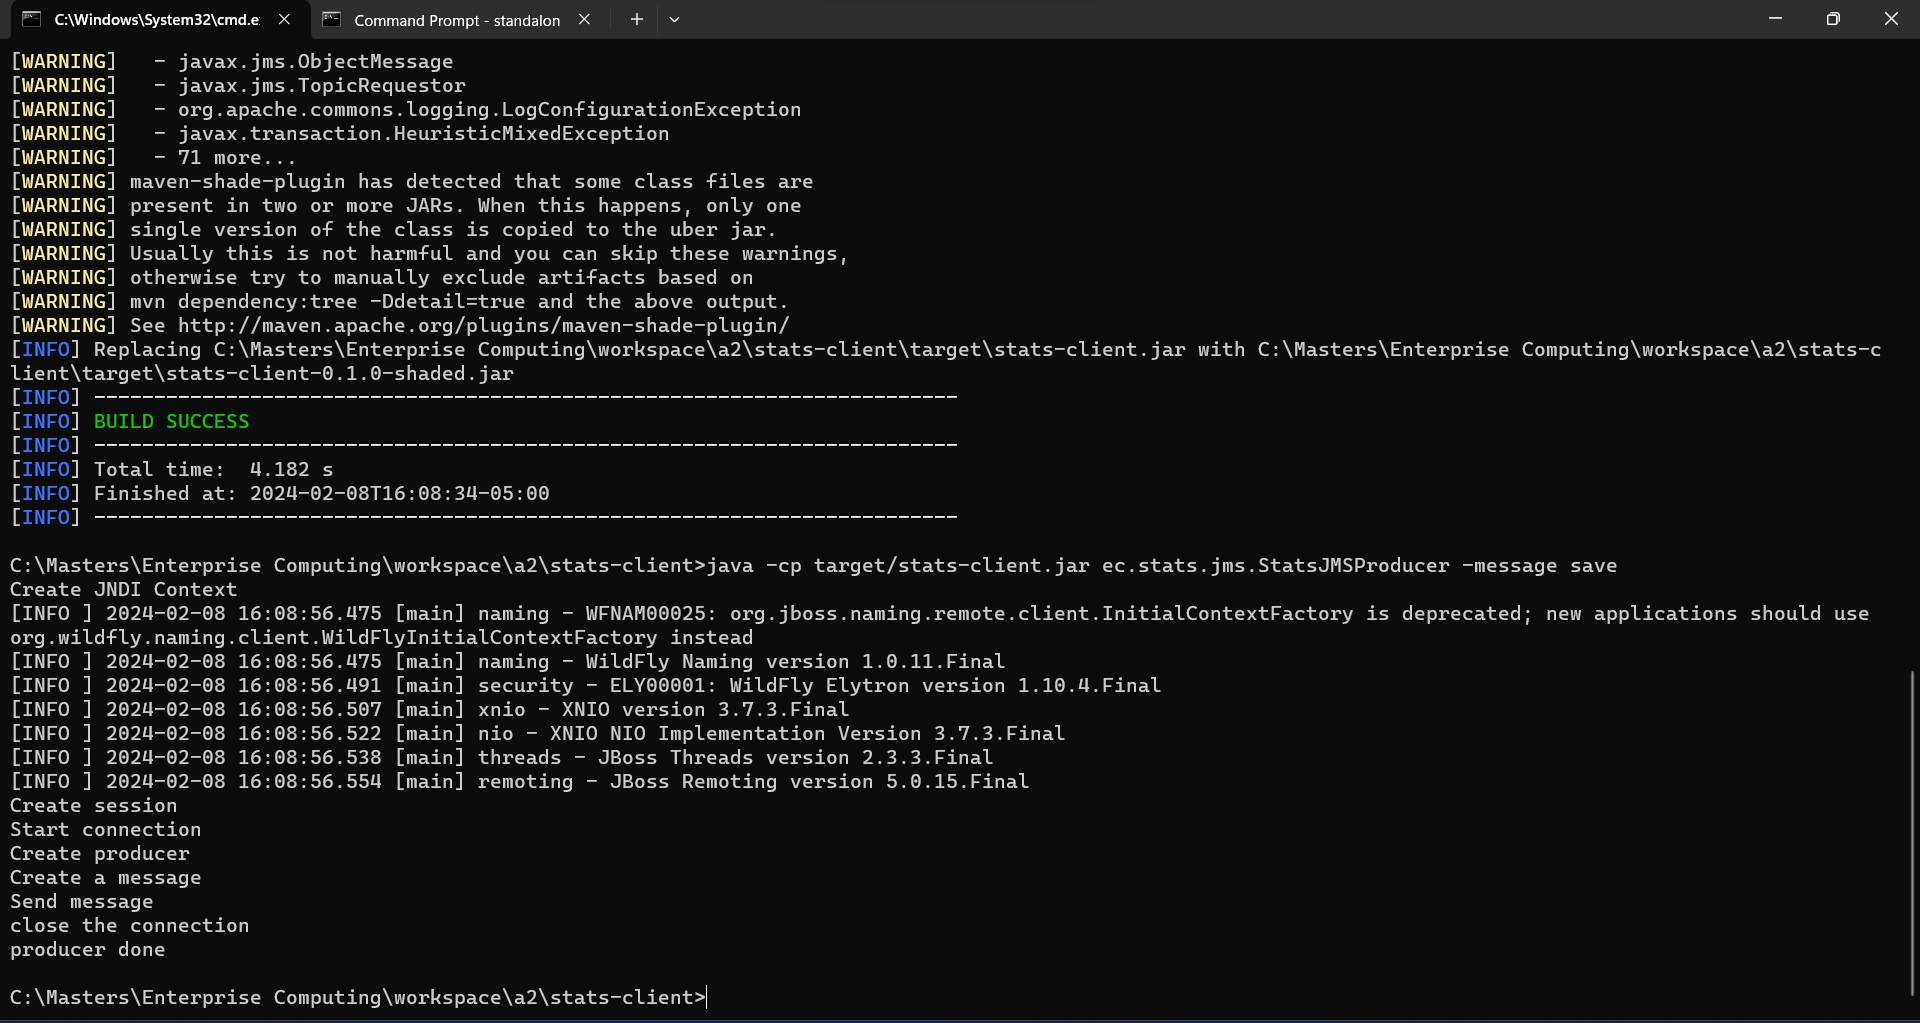 C:\Windows\System32\cmd.e
Command Prompt - standalon
[WARNING]   - javax.jms.ObjectMessage
[WARNING]   - javax.jms.TopicRequestor
[WARNING]   - org.apache.commons.logging.LogConfigurationException
[WARNING]   - javax.transaction.HeuristicMixedException
[WARNING]   - 71 more...
[WARNING] maven-shade-plugin has detected that some class files are
[WARNING] present in two or more JARs. When this happens, only one
[WARNING] single version of the class is copied to the uber jar.
[WARNING] Usually this is not harmful and you can skip these warnings,
[WARNING] otherwise try to manually exclude artifacts based on
[WARNING] mvn dependency:tree -Ddetail=true and the above output.
[WARNING] See http://maven.apache.org/plugins/maven-shade-plugin/
[INFO] Replacing C:\Masters\Enterprise Computing\workspace\a2\stats-client\target\stats-client.jar with C:\Masters\Enterprise Computing\workspace\a2\stats-c
lient\target\stats-client-0.1.0-shaded.jar
[INFO] ------------------------------------------------------------------------
[INFO] BUILD SUCCESS
[INFO] ------------------------------------------------------------------------
[INFO] Total time:  4.182 s
[INFO] Finished at: 2024-02-08T16:08:34-05:00
[INFO] ------------------------------------------------------------------------
C:\Masters\Enterprise Computing\workspace\a2\stats-client>java -cp target/stats-client.jar ec.stats.jms.StatsJMSProducer -message save
Create JNDI Context
[INFO ] 2024-02-08 16:08:56.475 [main] naming - WFNAM00025: org.jboss.naming.remote.client.InitialContextFactory is deprecated; new applications should use
org.wildfly.naming.client.WildFlyInitialContextFactory instead
[INFO ] 2024-02-08 16:08:56.475 [main] naming - WildFly Naming version 1.0.11.Final
[INFO ] 2024-02-08 16:08:56.491 [main] security - ELY00001: WildFly Elytron version 1.10.4.Final
[INFO ] 2024-02-08 16:08:56.507 [main] xnio - XNIO version 3.7.3.Final
[INFO ] 2024-02-08 16:08:56.522 [main] nio - XNIO NIO Implementation Version 3.7.3.Final
[INFO ] 2024-02-08 16:08:56.538 [main] threads - JBoss Threads version 2.3.3.Final
[INFO ] 2024-02-08 16:08:56.554 [main] remoting - JBoss Remoting version 5.0.15.Final
Create session
Start connection
Create producer
Create a message
Send message
close the connection
producer done
C:\Masters\Enterprise Computing\workspace\a2\stats-client>